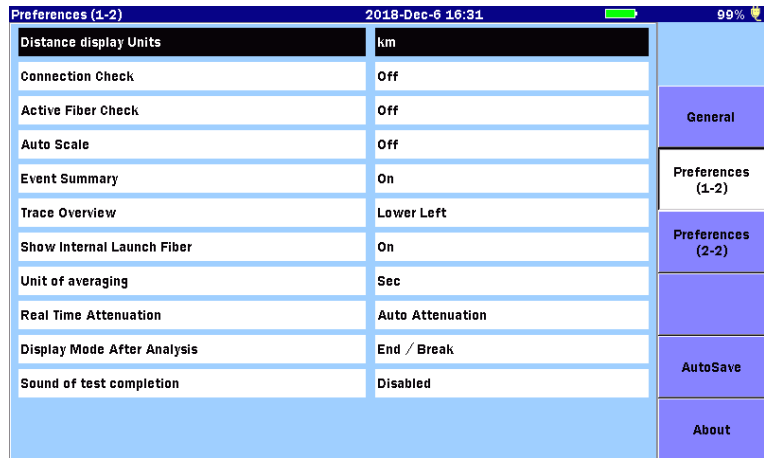 Preferences (1-2) 2018-Dec-6 16:31 99%
Distance display Units km
Connection Check Off
Active Fiber Check Off
Auto Scale Off
Event Summary On
Trace Overview Lower Left
Show Internal Launch Fiber On
Unit of averaging Sec
Real Time Attenuation Auto Attenuation
Display Mode After Analysis End / Break
Sound of test completion Disabled
General
Preferences
(1-2)
Preferences
(2-2)
AutoSave
About